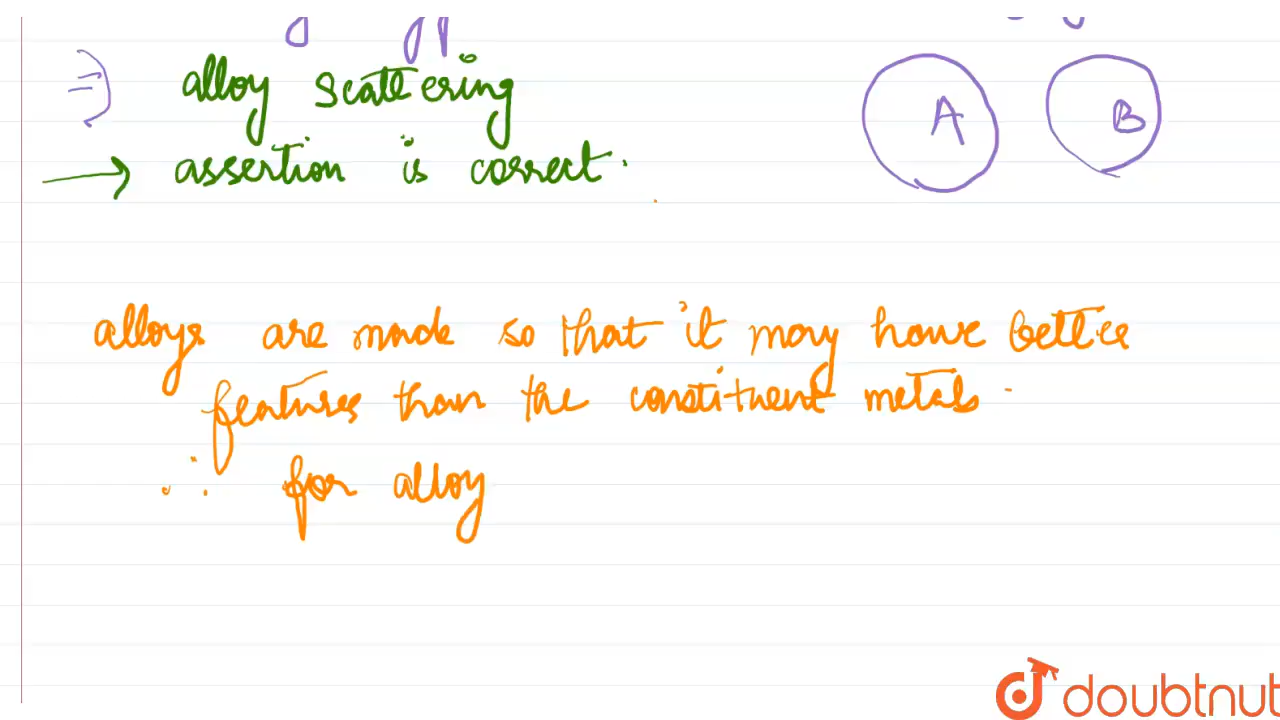 ⇒ alloy scattering
A B
→ assertion is correct.
alloys are made so that it may have better
features than the constituent metals.
∴ for alloy
doubtnut